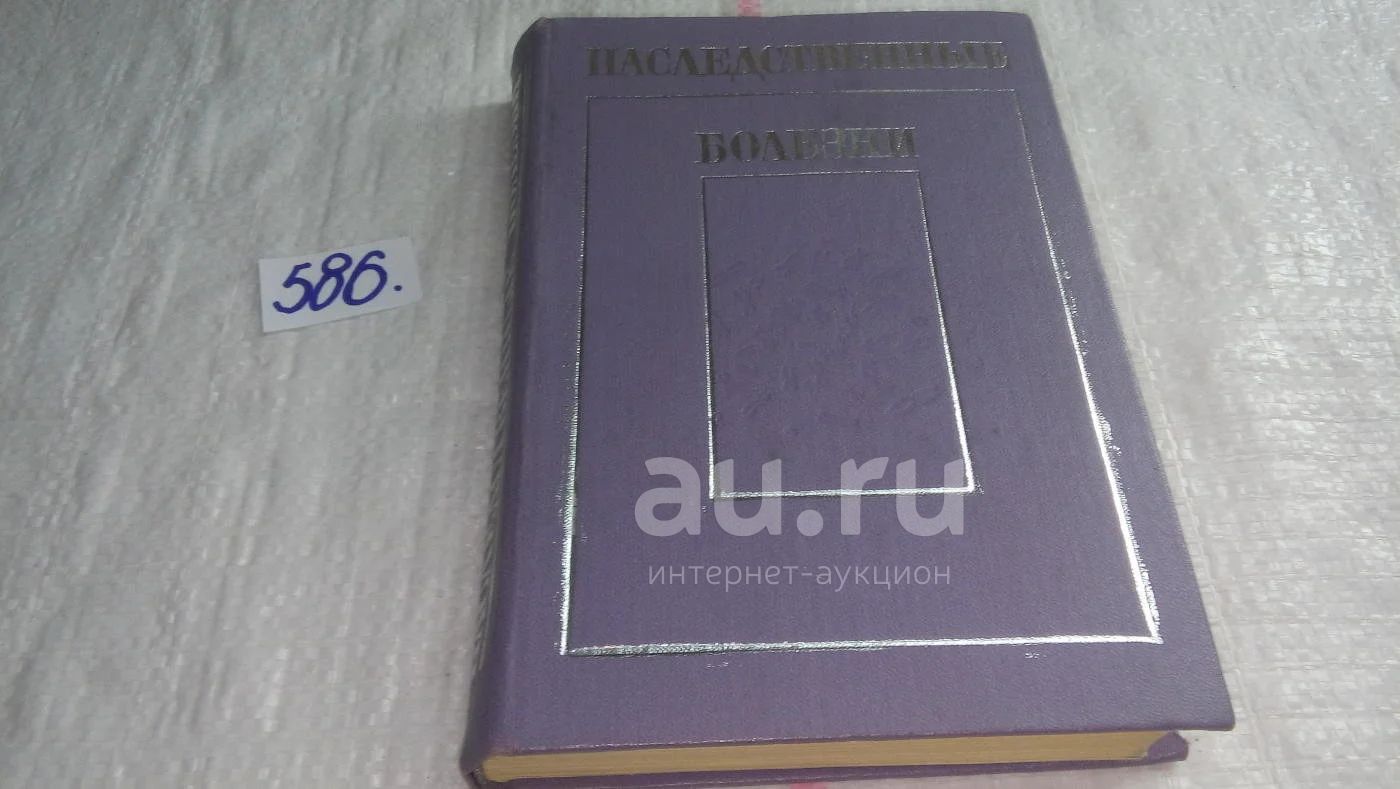 НАСЛЕДСТВЕННЫЕ
БОЛЕЗНИ
586.
au.ru
интернет-аукцион